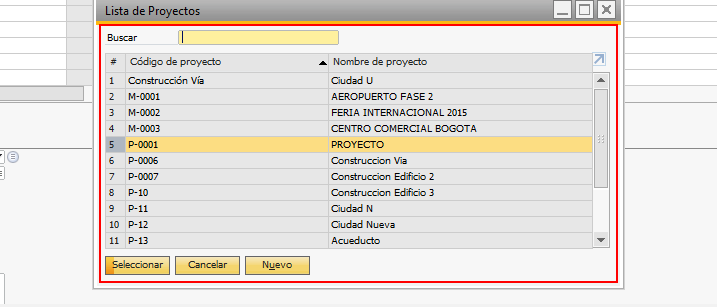 Lista de Proyectos
Buscar
# Código de proyecto Nombre de proyecto
1 Construcción Vía Ciudad U
2 M-0001 AEROPUERTO FASE 2
3 M-0002 FERIA INTERNACIONAL 2015
4 M-0003 CENTRO COMERCIAL BOGOTA
5 P-0001 PROYECTO
6 P-0006 Construccion Via
7 P-0007 Construccion Edificio 2
8 P-10 Construccion Edificio 3
9 P-11 Ciudad N
10 P-12 Ciudad Nueva
11 P-13 Acueducto
Seleccionar Cancelar Nuevo